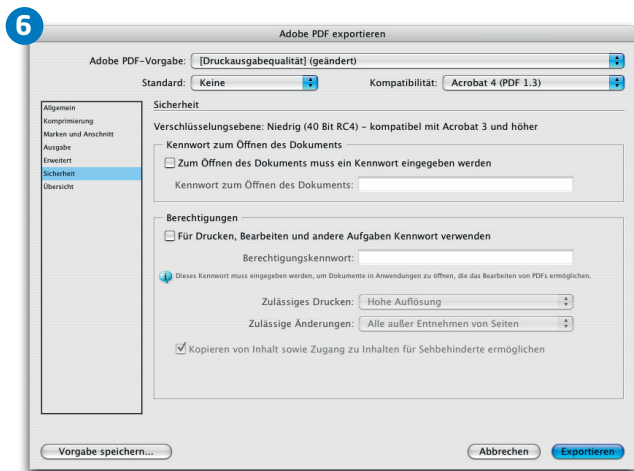 6
Adobe PDF exportieren
Adobe PDF-Vorgabe: [Druckausgabequalität] (geändert)
Standard: Keine Kompatibilität: Acrobat 4 (PDF 1.3)
Allgemein
Komprimierung
Marken und Anschnitt
Ausgabe
Erweitert
Sicherheit
Übersicht
Sicherheit
Verschlüsselungsebene: Niedrig (40 Bit RC4) – kompatibel mit Acrobat 3 und höher
Kennwort zum Öffnen des Dokuments
Zum Öffnen des Dokuments muss ein Kennwort eingegeben werden
Kennwort zum Öffnen des Dokuments:
Berechtigungen
Für Drucken, Bearbeiten und andere Aufgaben Kennwort verwenden
Berechtigungskennwort:
Dieses Kennwort muss eingegeben werden, um Dokumente in Anwendungen zu öffnen, die das Bearbeiten von PDFs ermöglichen.
Zulässiges Drucken: Hohe Auflösung
Zulässige Änderungen: Alle außer Entnehmen von Seiten
Kopieren von Inhalt sowie Zugang zu Inhalten für Sehbehinderte ermöglichen
Vorgabe speichern... Abbrechen Exportieren